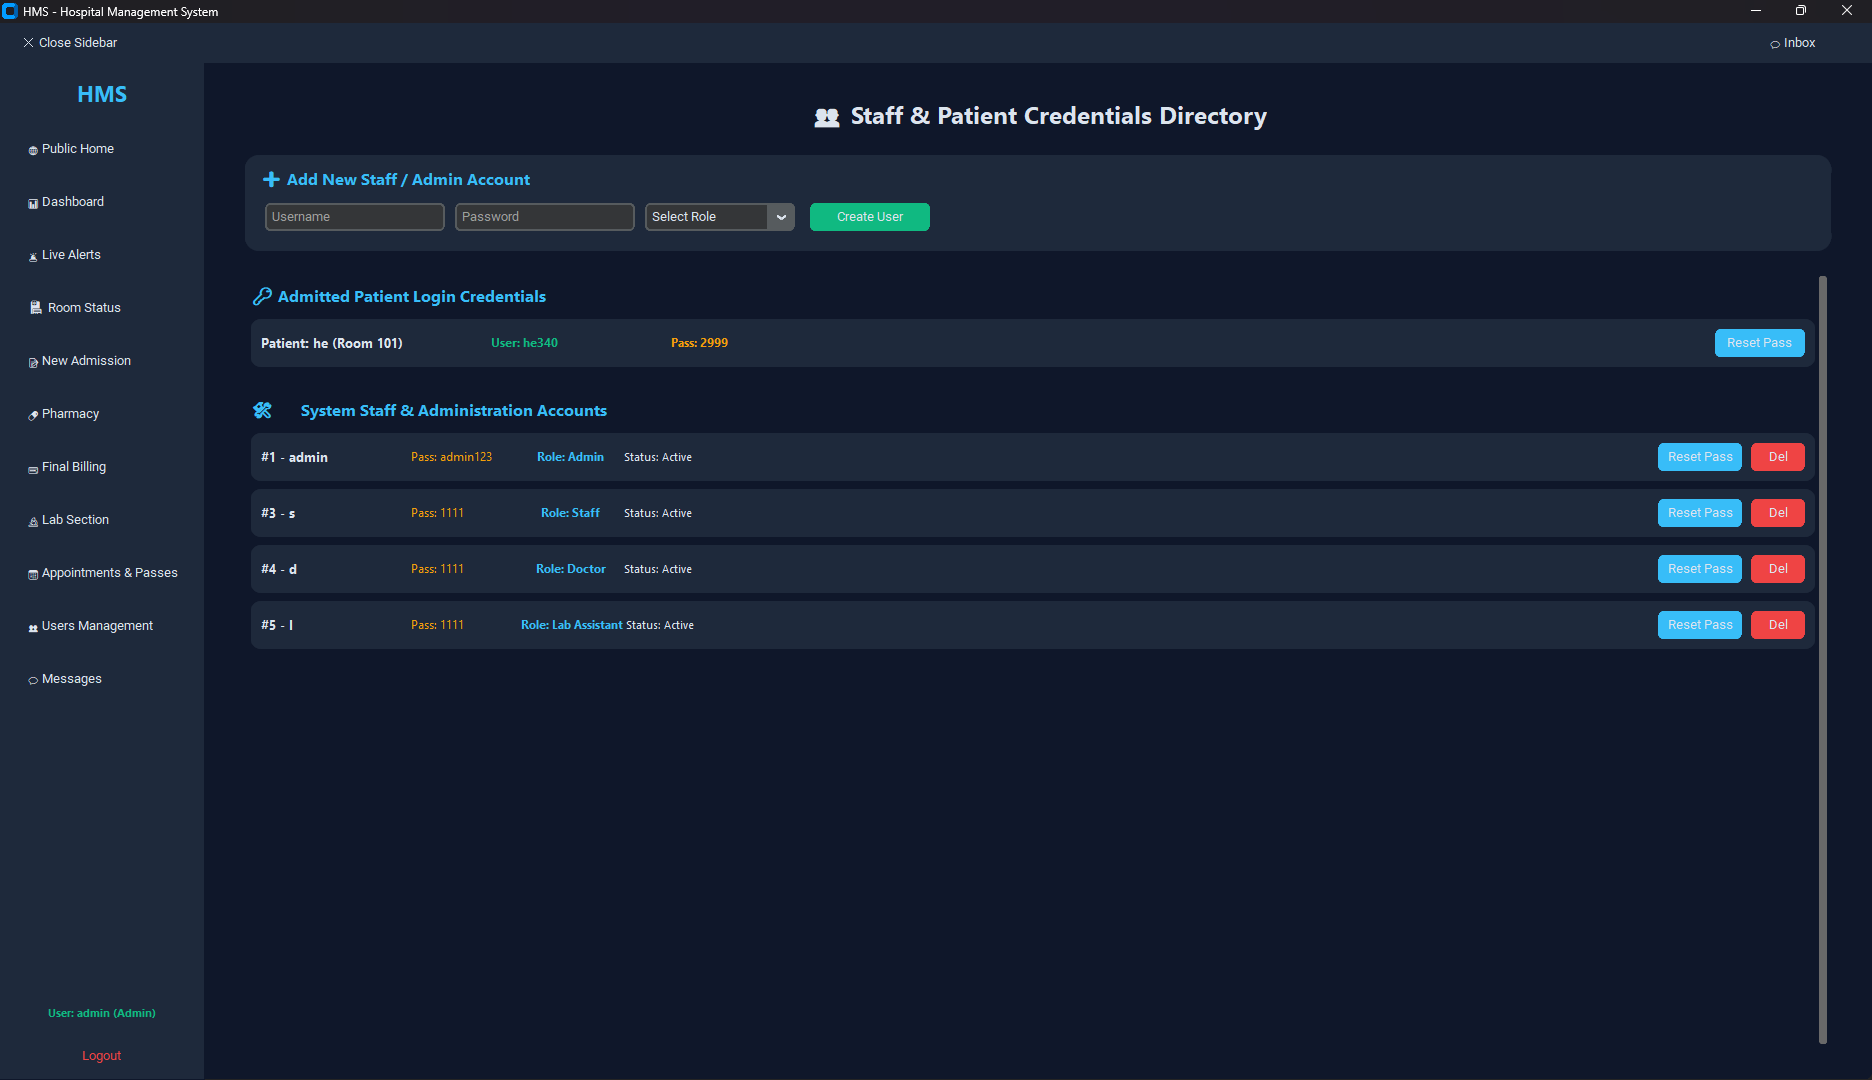 HMS - Hospital Management System
Close Sidebar
Inbox
HMS
Public Home
Dashboard
Live Alerts
Room Status
New Admission
Pharmacy
Final Billing
Lab Section
Appointments & Passes
Users Management
Messages
User: admin (Admin)
Logout
Staff & Patient Credentials Directory
Add New Staff / Admin Account
Username Password Select Role Create User
Admitted Patient Login Credentials
Patient: he (Room 101) User: he340 Pass: 2999 Reset Pass
System Staff & Administration Accounts
#1 - admin Pass: admin123 Role: Admin Status: Active Reset Pass Del
#3 - s Pass: 1111 Role: Staff Status: Active Reset Pass Del
#4 - d Pass: 1111 Role: Doctor Status: Active Reset Pass Del
#5 - l Pass: 1111 Role: Lab Assistant Status: Active Reset Pass Del